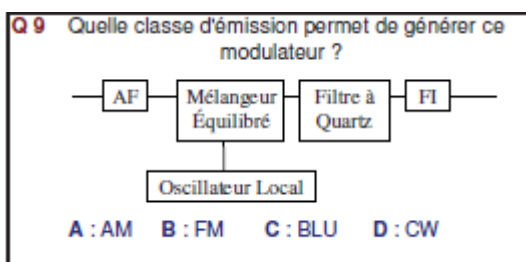 Q 9 Quelle classe d'émission permet de générer ce
modulateur ?
AF Mélangeur Filtre à FI
Équilibré Quartz
Oscillateur Local
A : AM B : FM C : BLU D : CW